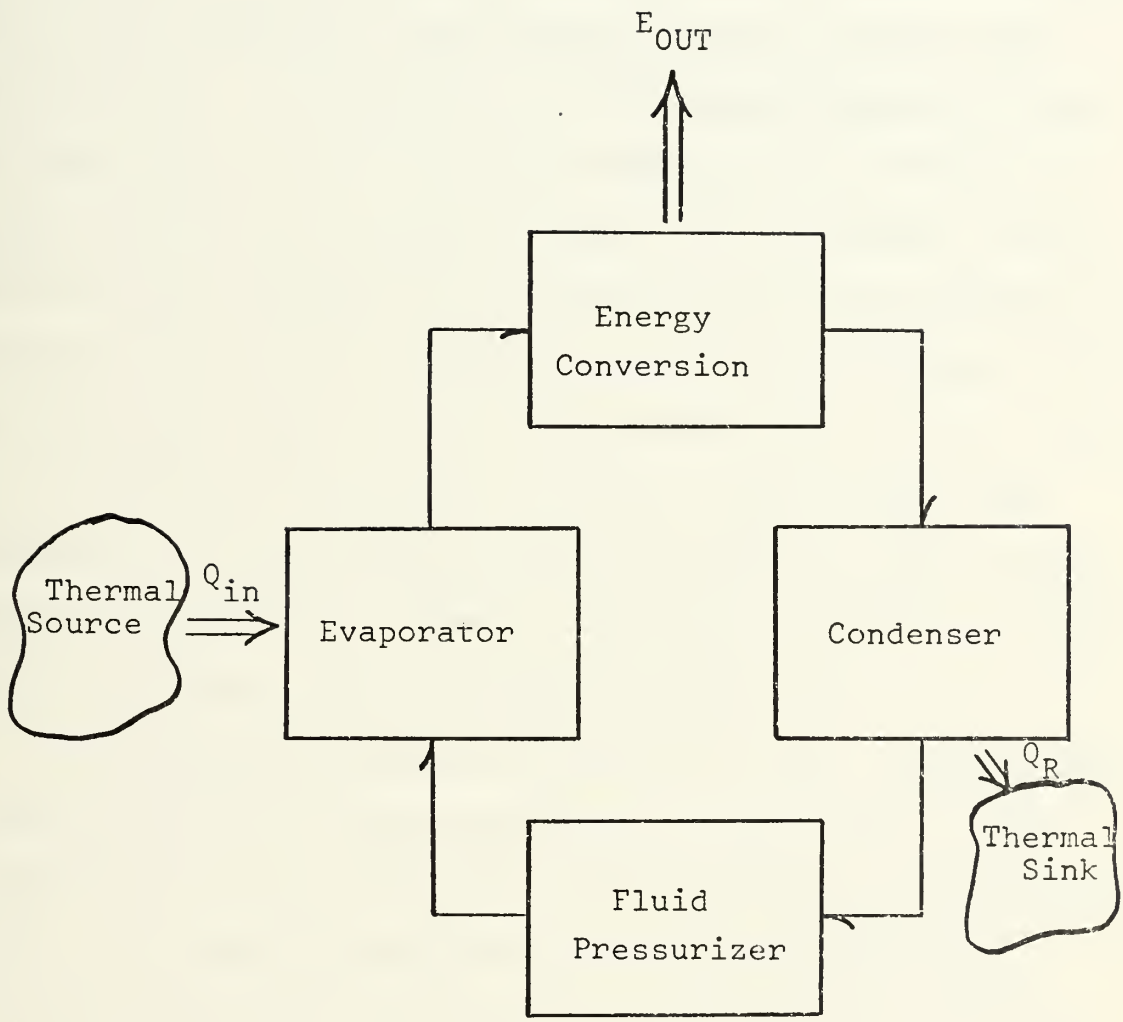 E_OUT
Energy
Conversion
Thermal
Source
Q_in
Evaporator
Condenser
Q_R
Thermal
Sink
Fluid
Pressurizer